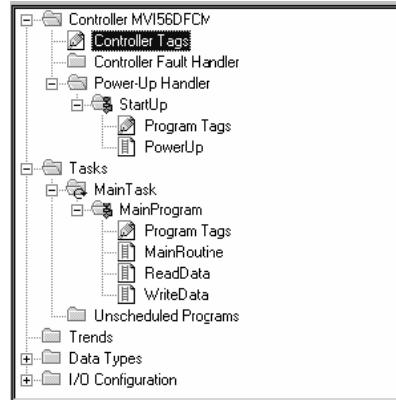 Controller MVI56DFCM
Controller Tags
Controller Fault Handler
Power-Up Handler
StartUp
Program Tags
PowerUp
Tasks
MainTask
MainProgram
Program Tags
MainRoutine
ReadData
WriteData
Unscheduled Programs
Trends
Data Types
I/O Configuration